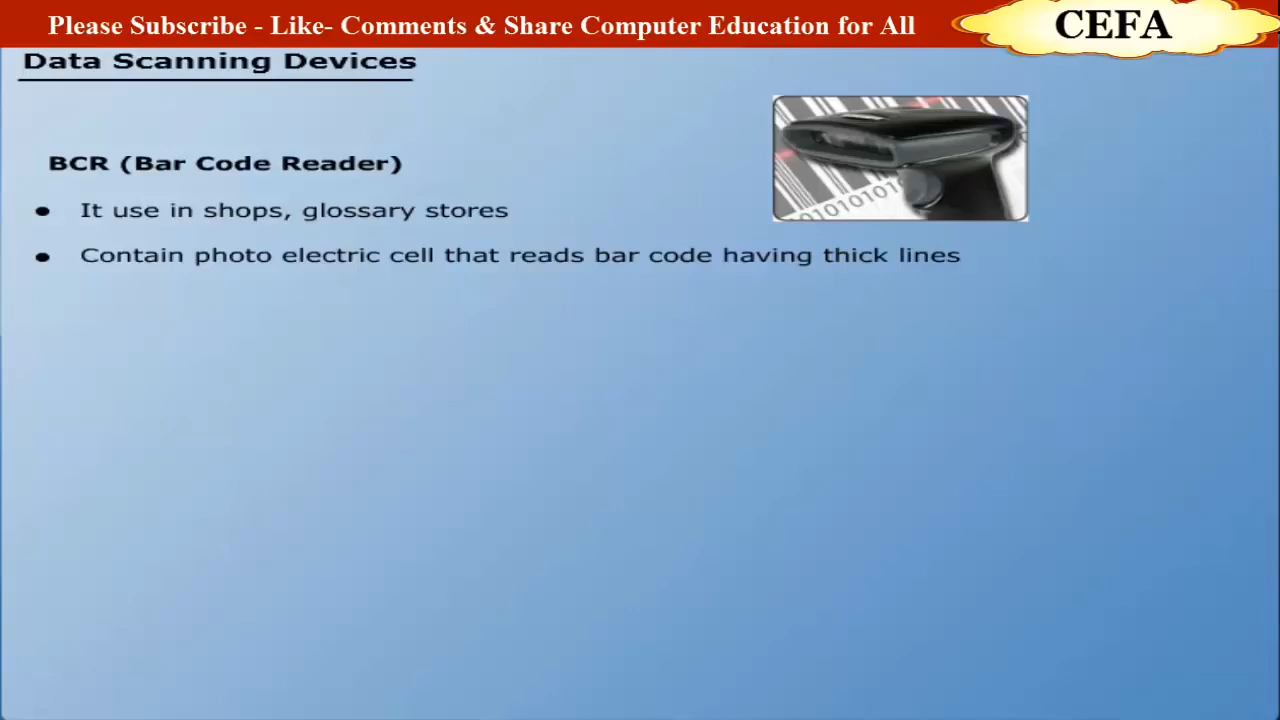 Please Subscribe - Like- Comments & Share Computer Education for All
CEFA
Data Scanning Devices
BCR (Bar Code Reader)
It use in shops, glossary stores
Contain photo electric cell that reads bar code having thick lines